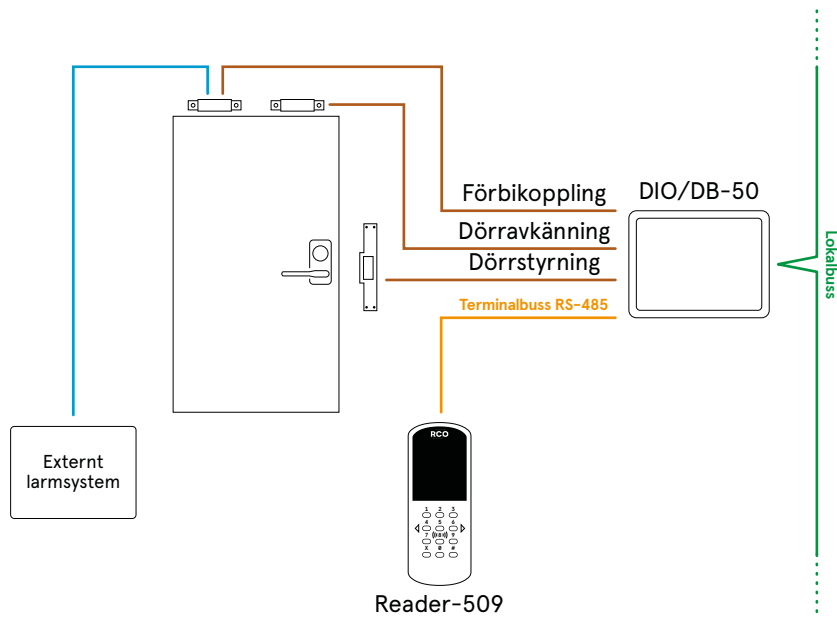 Förbikoppling
DIO/DB-50
Dörravkänning
Dörrstyrning
Terminalbuss RS-485
Lokalbuss
Externt
larmsystem
RCO
1 2 3
4 5 6
7 8 9
X 0 #
Reader-509